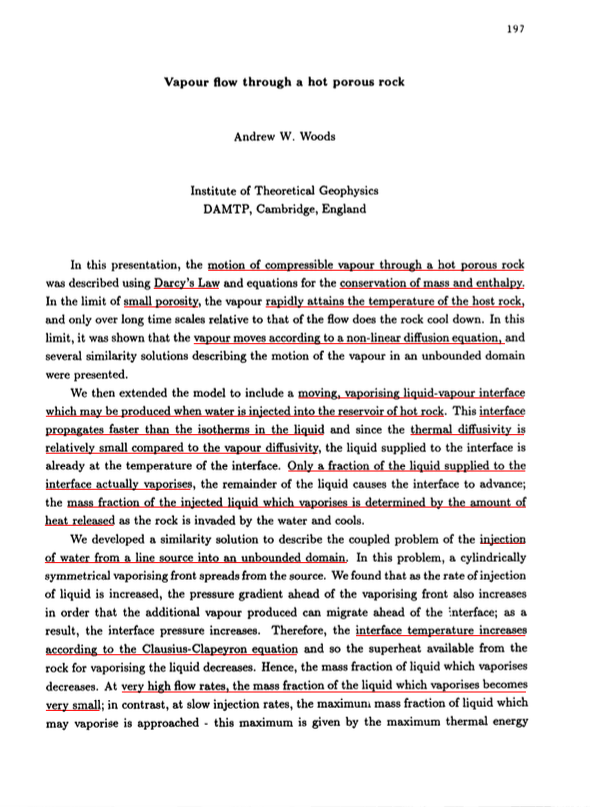 197
Vapour flow through a hot porous rock
Andrew W. Woods
Institute of Theoretical Geophysics
DAMTP, Cambridge, England
In this presentation, the motion of compressible vapour through a hot porous rock
was described using Darcy's Law and equations for the conservation of mass and enthalpy.
In the limit of small porosity, the vapour rapidly attains the temperature of the host rock,
and only over long time scales relative to that of the flow does the rock cool down. In this
limit, it was shown that the vapour moves according to a non-linear diffusion equation, and
several similarity solutions describing the motion of the vapour in an unbounded domain
were presented.
We then extended the model to include a moving, vaporising liquid-vapour interface
which may be produced when water is injected into the reservoir of hot rock. This interface
propagates faster than the isotherms in the liquid and since the thermal diffusivity is
relatively small compared to the vapour diffusivity, the liquid supplied to the interface is
already at the temperature of the interface. Only a fraction of the liquid supplied to the
interface actually vaporises, the remainder of the liquid causes the interface to advance;
the mass fraction of the injected liquid which vaporises is determined by the amount of
heat released as the rock is invaded by the water and cools.
We developed a similarity solution to describe the coupled problem of the injection
of water from a line source into an unbounded domain. In this problem, a cylindrically
symmetrical vaporising front spreads from the source. We found that as the rate of injection
of liquid is increased, the pressure gradient ahead of the vaporising front also increases
in order that the additional vapour produced can migrate ahead of the interface; as a
result, the interface pressure increases. Therefore, the interface temperature increases
according to the Clausius-Clapeyron equation and so the superheat available from the
rock for vaporising the liquid decreases. Hence, the mass fraction of liquid which vaporises
decreases. At very high flow rates, the mass fraction of the liquid which vaporises becomes
very small; in contrast, at slow injection rates, the maximum mass fraction of liquid which
may vaporise is approached - this maximum is given by the maximum thermal energy